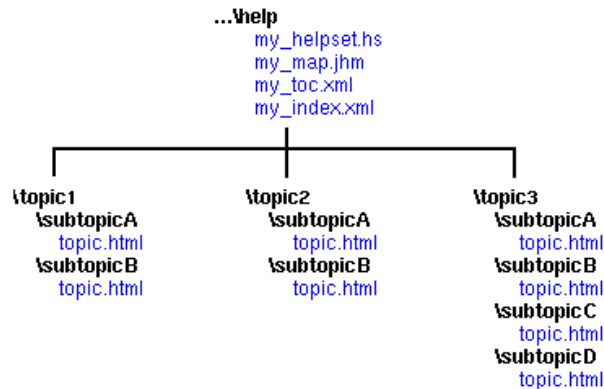 ...\help
my_helpset.hs
my_map.jhm
my_toc.xml
my_index.xml
\topic1
\subtopicA
topic.html
\subtopicB
topic.html
\topic2
\subtopicA
topic.html
\subtopicB
topic.html
\topic3
\subtopicA
topic.html
\subtopicB
topic.html
\subtopicC
topic.html
\subtopicD
topic.html